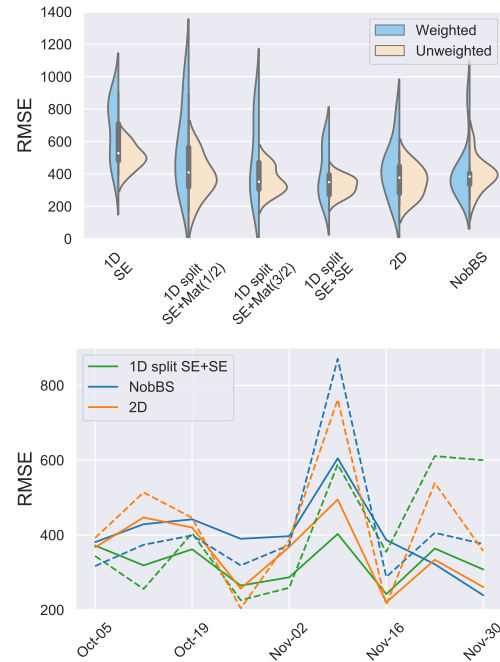 1400
1200
1000
800
600
400
200
0
RMSE
Weighted
Unweighted
1D
SE
1D split
SE+Mat(1/2)
1D split
SE+Mat(3/2)
1D split
SE+SE
2D
NobBS
800
600
400
200
RMSE
1D split SE+SE
NobBS
2D
Oct-05
Oct-19
Nov-02
Nov-16
Nov-30